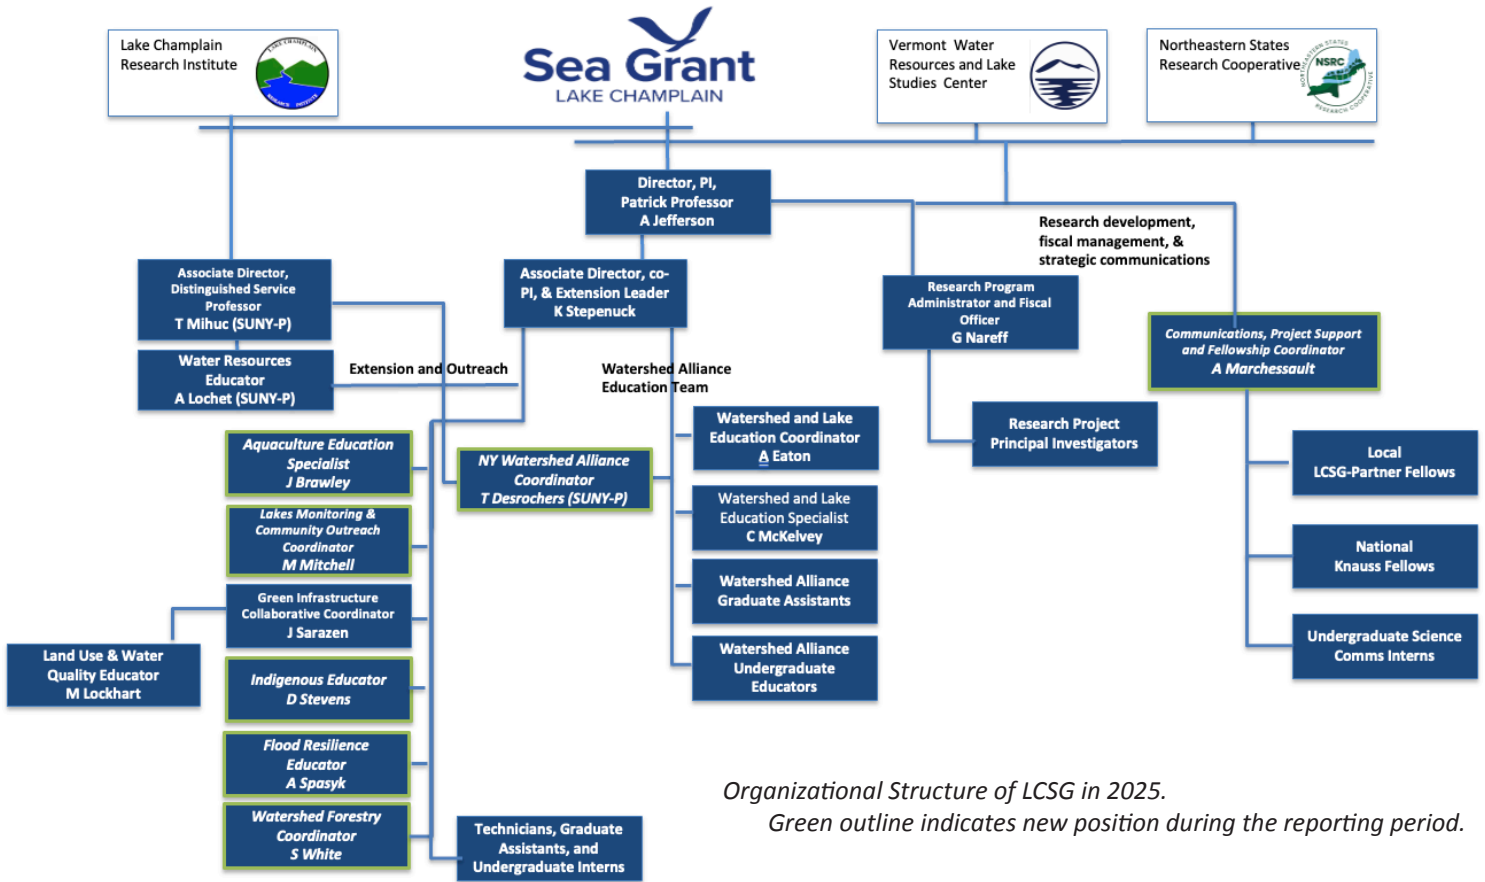 Lake Champlain
Research Institute
LAKE CHAMPLAIN
RESEARCH INSTITUTE
Sea Grant
LAKE CHAMPLAIN
Vermont Water
Resources and Lake
Studies Center
Northeastern States
Research Cooperative
NORTHEASTERN STATES
NSRC
RESEARCH COOPERATIVE
Director, PI,
Patrick Professor
A Jefferson
Research development,
fiscal management, &
strategic communications
Associate Director,
Distinguished Service
Professor
T Mihuc (SUNY-P)
Associate Director, co-
PI, & Extension Leader
K Stepenuck
Research Program
Administrator and Fiscal
Officer
G Nareff
Communications, Project Support
and Fellowship Coordinator
A Marchessault
Water Resources
Educator
A Lochet (SUNY-P)
Extension and Outreach
Watershed Alliance
Education Team
Aquaculture Education
Specialist
J Brawley
NY Watershed Alliance
Coordinator
T Desrochers (SUNY-P)
Watershed and Lake
Education Coordinator
A Eaton
Research Project
Principal Investigators
Local
LCSG-Partner Fellows
Lakes Monitoring &
Community Outreach
Coordinator
M Mitchell
Watershed and Lake
Education Specialist
C McKelvey
National
Knauss Fellows
Green Infrastructure
Collaborative Coordinator
J Sarazen
Watershed Alliance
Graduate Assistants
Land Use & Water
Quality Educator
M Lockhart
Indigenous Educator
D Stevens
Watershed Alliance
Undergraduate
Educators
Undergraduate Science
Comms Interns
Flood Resilience
Educator
A Spasyk
Watershed Forestry
Coordinator
S White
Technicians, Graduate
Assistants, and
Undergraduate Interns
Organizational Structure of LCSG in 2025.
Green outline indicates new position during the reporting period.